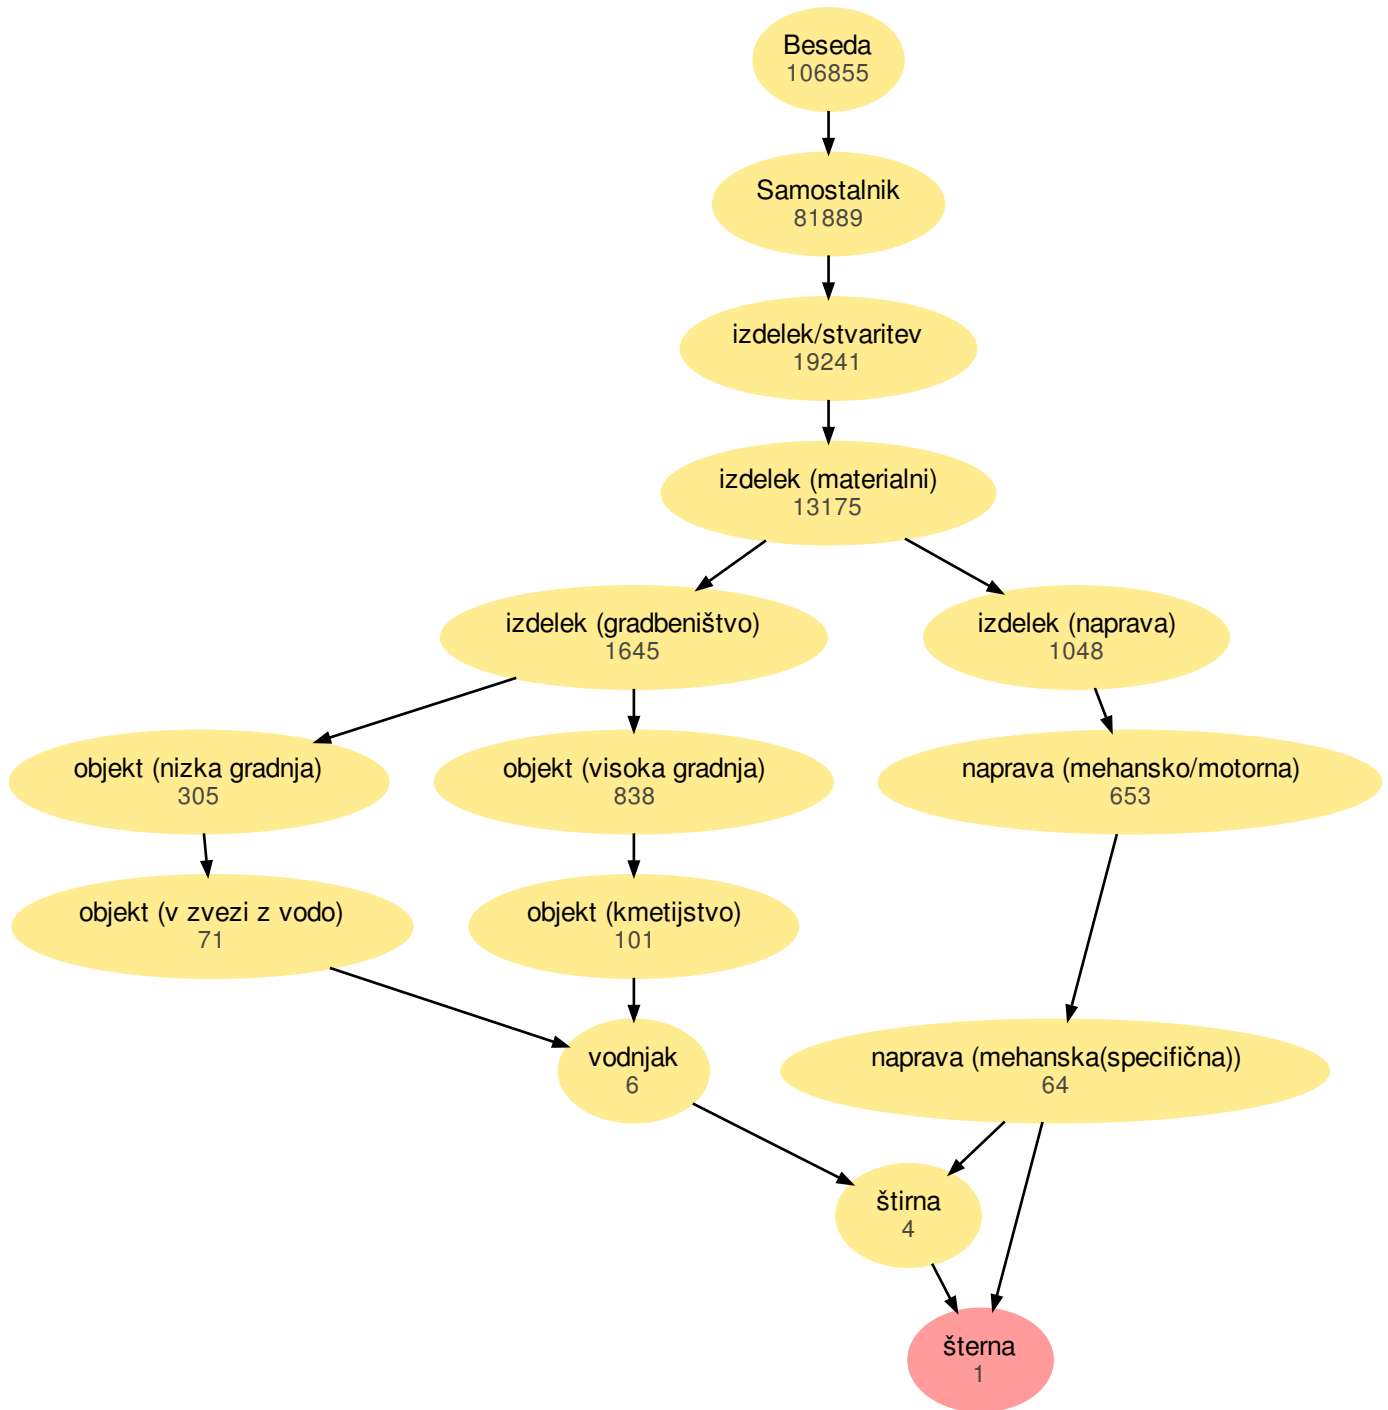 Beseda
106855
Samostalnik
81889
izdelek/stvaritev
19241
izdelek (materialni)
13175
izdelek (gradbeništvo)
1645
izdelek (naprava)
1048
objekt (nizka gradnja)
305
objekt (visoka gradnja)
838
naprava (mehansko/motorna)
653
objekt (v zvezi z vodo)
71
objekt (kmetijstvo)
101
vodnjak
6
naprava (mehanska(specifična))
64
štirna
4
šterna
1